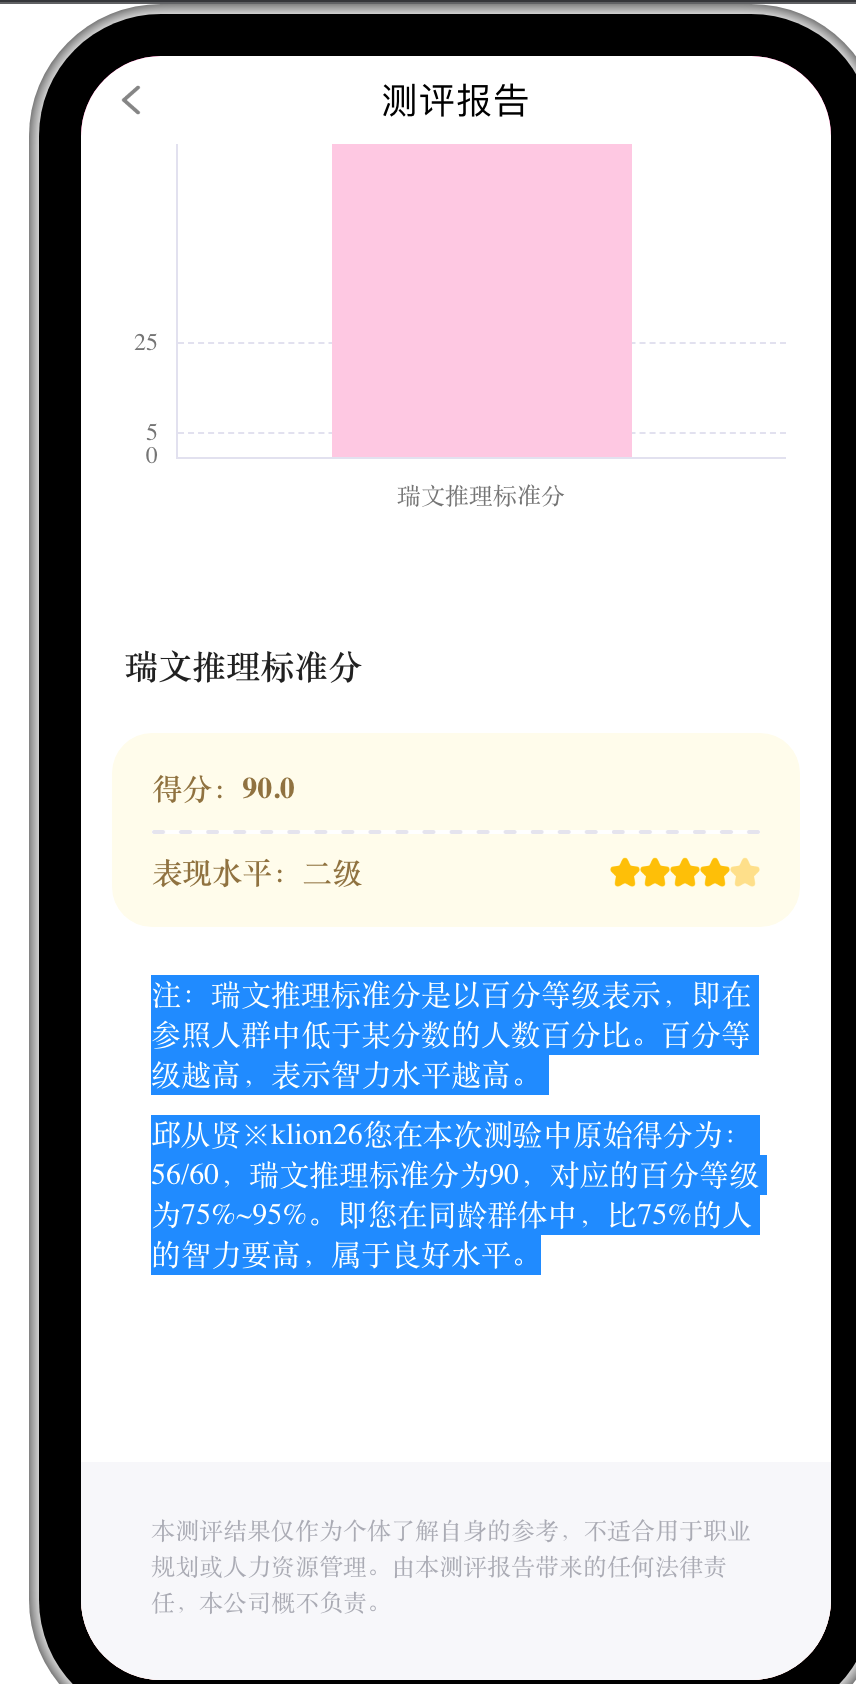 测评报告
25
5
0
瑞文推理标准分
瑞文推理标准分
得分：90.0
表现水平：二级
注：瑞文推理标准分是以百分等级表示，即在
参照人群中低于某分数的人数百分比。百分等
级越高，表示智力水平越高。
邱从贤※klion26您在本次测验中原始得分为：
56/60，瑞文推理标准分为90，对应的百分等级
为75%~95%。即您在同龄群体中，比75%的人
的智力要高，属于良好水平。
本测评结果仅作为个体了解自身的参考，不适合用于职业
规划或人力资源管理。由本测评报告带来的任何法律责
任，本公司概不负责。